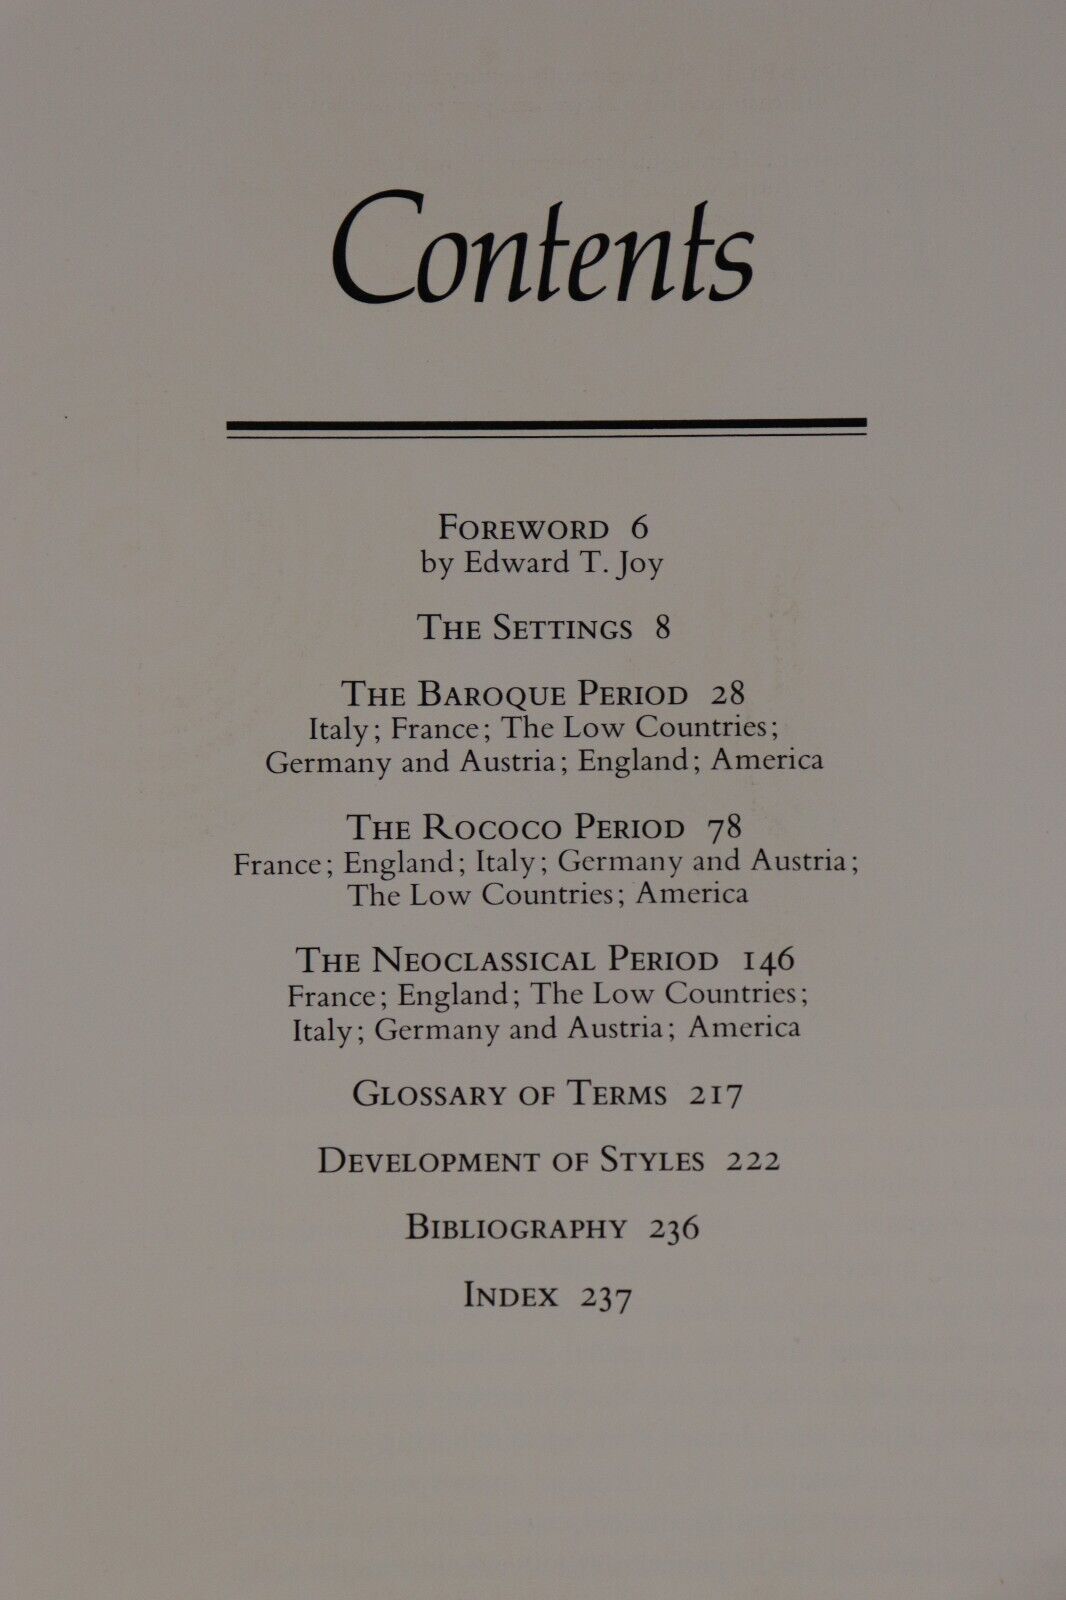 Contents
FOREWORD 6
by Edward T. Joy
THE SETTINGS 8
THE BAROQUE PERIOD 28
Italy; France; The Low Countries;
Germany and Austria; England; America
THE ROCOCO PERIOD 78
France; England; Italy; Germany and Austria;
The Low Countries; America
THE NEOCLASSICAL PERIOD 146
France; England; The Low Countries;
Italy; Germany and Austria; America
GLOSSARY OF TERMS 217
DEVELOPMENT OF STYLES 222
BIBLIOGRAPHY 236
INDEX 237